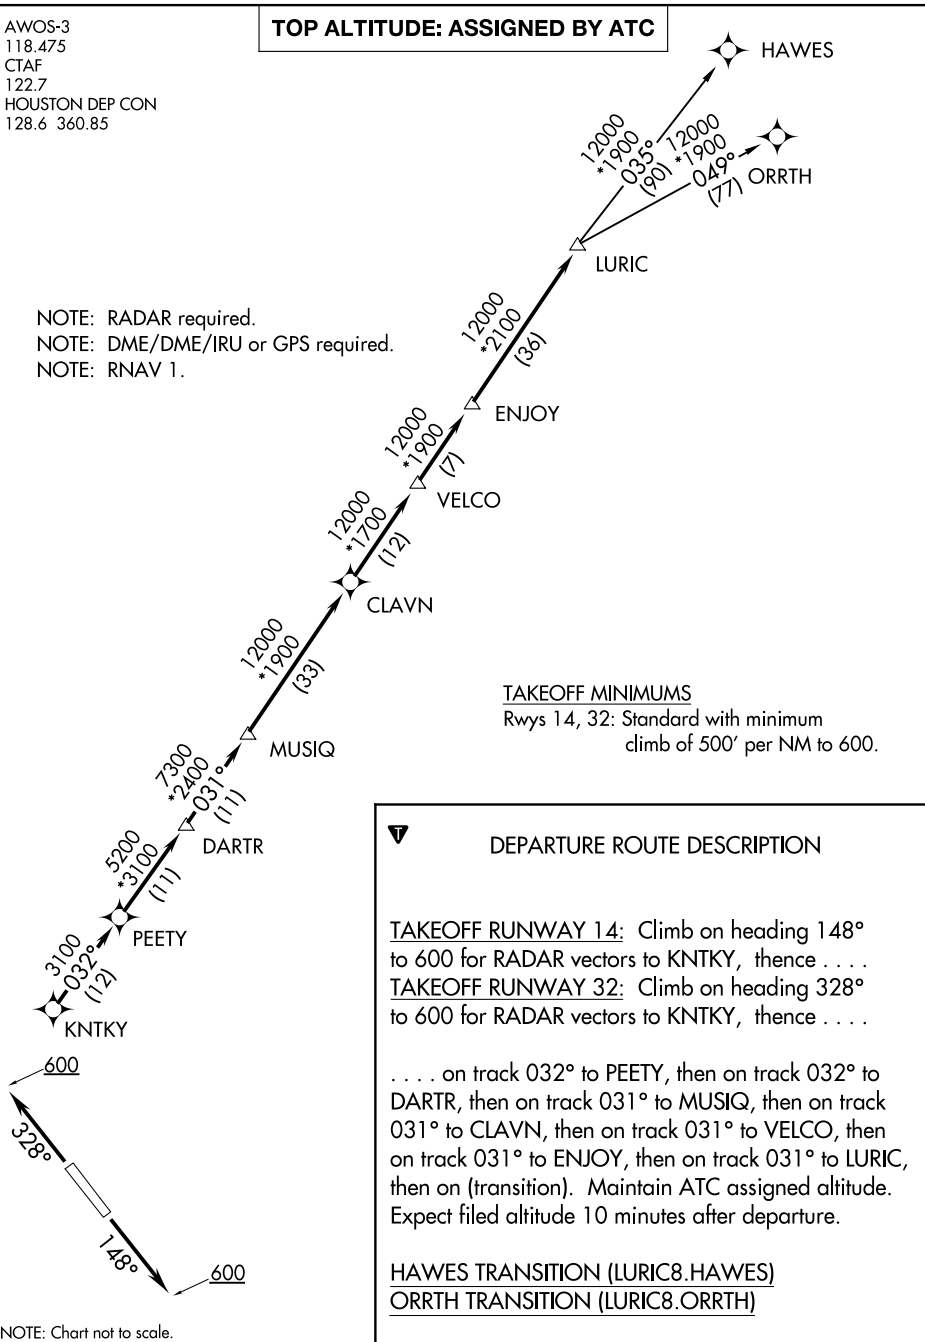 AWOS-3
118.475
CTAF
122.7
HOUSTON DEP CON
128.6 360.85
TOP ALTITUDE: ASSIGNED BY ATC
HAWES
12000
*1900
035°
(90)
12000
*1900
049°
(77)
ORRTH
LURIC
NOTE: RADAR required.
NOTE: DME/DME/IRU or GPS required.
NOTE: RNAV 1.
12000
*2100
(36)
ENJOY
12000
*1900
(7)
VELCO
12000
*1700
(12)
CLAVN
12000
*1900
(33)
TAKEOFF MINIMUMS
Rwys 14, 32: Standard with minimum
climb of 500' per NM to 600.
MUSIQ
7300
*2400
031°
(11)
DARTR
5200
*3100
(11)
PEETY
3100
032°
(12)
KNTKY
600
328°
148°
600
NOTE: Chart not to scale.
T
DEPARTURE ROUTE DESCRIPTION
TAKEOFF RUNWAY 14: Climb on heading 148°
to 600 for RADAR vectors to KNTKY, thence . . . .
TAKEOFF RUNWAY 32: Climb on heading 328°
to 600 for RADAR vectors to KNTKY, thence . . . .
. . . . on track 032° to PEETY, then on track 032° to
DARTR, then on track 031° to MUSIQ, then on track
031° to CLAVN, then on track 031° to VELCO, then
on track 031° to ENJOY, then on track 031° to LURIC,
then on (transition). Maintain ATC assigned altitude.
Expect filed altitude 10 minutes after departure.
HAWES TRANSITION (LURIC8.HAWES)
ORRTH TRANSITION (LURIC8.ORRTH)